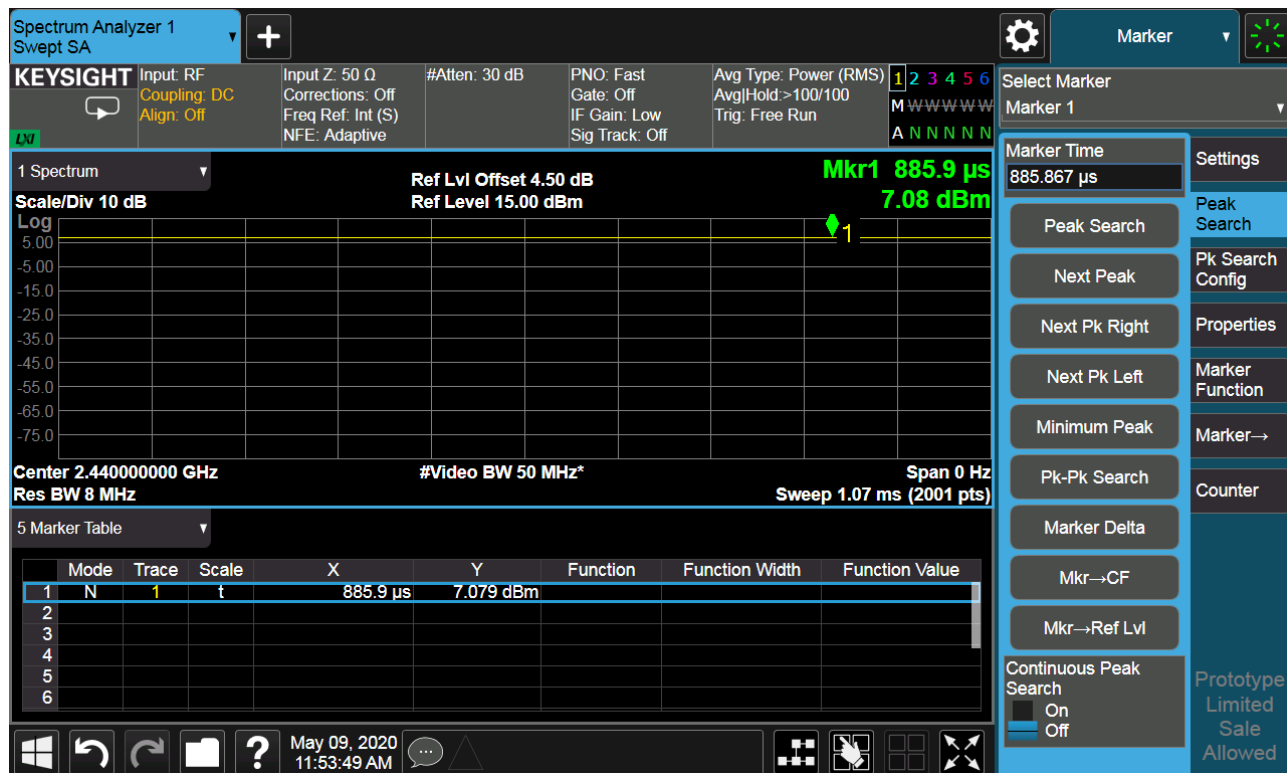 Spectrum Analyzer 1
Swept SA
Marker
KEYSIGHT
LXI
Input: RF
Coupling: DC
Align: Off
Input Z: 50 Ω
Corrections: Off
Freq Ref: Int (S)
NFE: Adaptive
#Atten: 30 dB
PNO: Fast
Gate: Off
IF Gain: Low
Sig Track: Off
Avg Type: Power (RMS)
Avg|Hold:>100/100
Trig: Free Run
1 2 3 4 5 6
M W W W W W
A N N N N N
Select Marker
Marker 1
1 Spectrum
Scale/Div 10 dB
Ref Lvl Offset 4.50 dB
Ref Level 15.00 dBm
Mkr1 885.9 µs
7.08 dBm
Log
5.00
-5.00
-15.0
-25.0
-35.0
-45.0
-55.0
-65.0
-75.0
1
Center 2.440000000 GHz
#Video BW 50 MHz*
Span 0 Hz
Res BW 8 MHz
Sweep 1.07 ms (2001 pts)
5 Marker Table
Mode Trace Scale X Y Function Function Width Function Value
1 N 1 t 885.9 µs 7.079 dBm
2
3
4
5
6
Marker Time
885.867 µs
Peak Search
Next Peak
Next Pk Right
Next Pk Left
Minimum Peak
Pk-Pk Search
Marker Delta
Mkr→CF
Mkr→Ref Lvl
Continuous Peak
Search
On
Off
Settings
Peak
Search
Pk Search
Config
Properties
Marker
Function
Marker→
Counter
Prototype
Limited
Sale
Allowed
?
May 09, 2020
11:53:49 AM